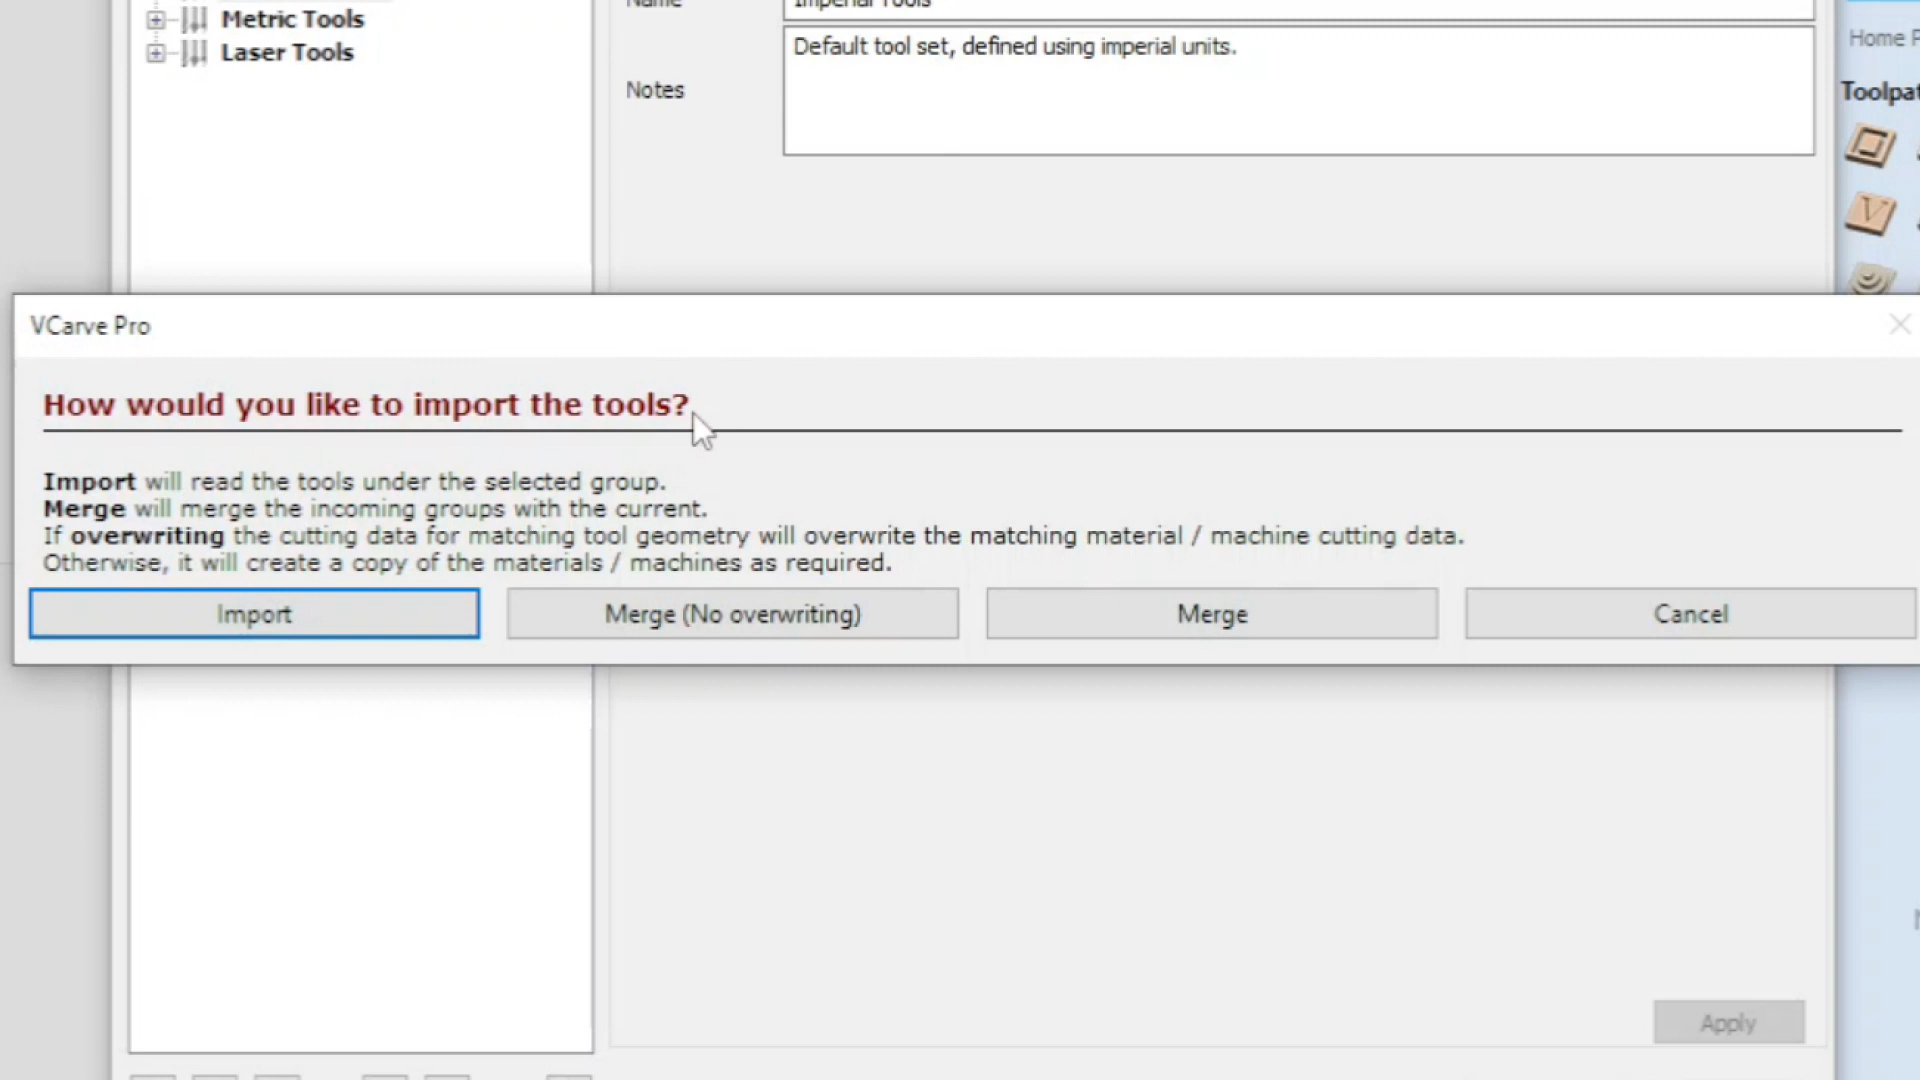 Name
Imperial Tools
Metric Tools
Laser Tools
Default tool set, defined using imperial units.
Notes
Home
VCarve Pro
How would you like to import the tools?
Import will read the tools under the selected group.
Merge will merge the incoming groups with the current.
If overwriting the cutting data for matching tool geometry will overwrite the matching material / machine cutting data.
Otherwise, it will create a copy of the materials / machines as required.
Import
Merge (No overwriting)
Merge
Cancel
Apply